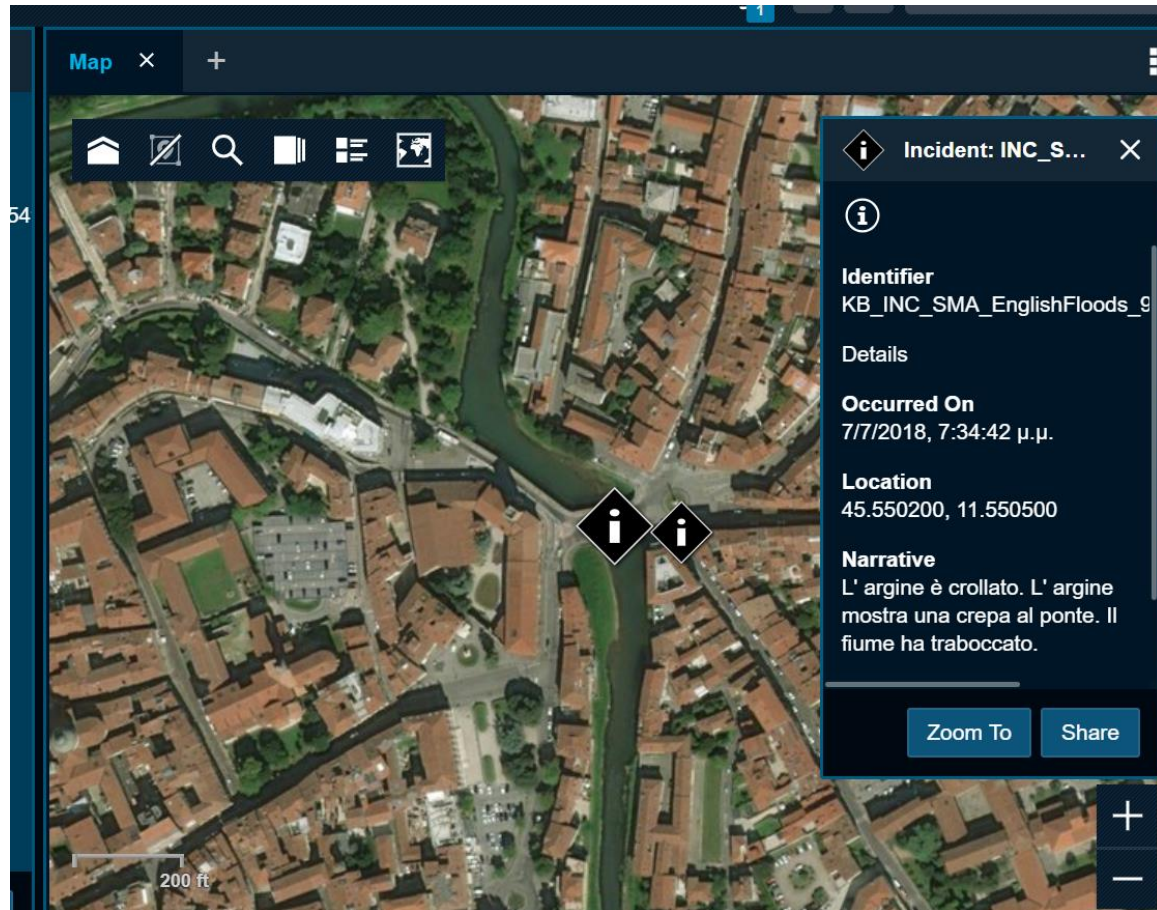 1
Map
54
Incident: INC_S...
Identifier
KB_INC_SMA_EnglishFloods_9
Details
Occurred On
7/7/2018, 7:34:42 μ.μ.
Location
45.550200, 11.550500
Narrative
L' argine è crollato. L' argine
mostra una crepa al ponte. Il
fiume ha traboccato.
Zoom To
Share
200 ft